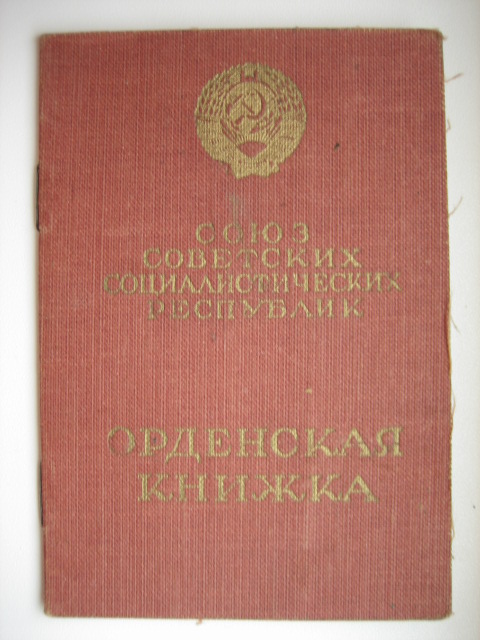 СОЮЗ
СОВЕТСКИХ
СОЦИАЛИСТИЧЕСКИХ
РЕСПУБЛИК
ОРДЕНСКАЯ
КНИЖКА